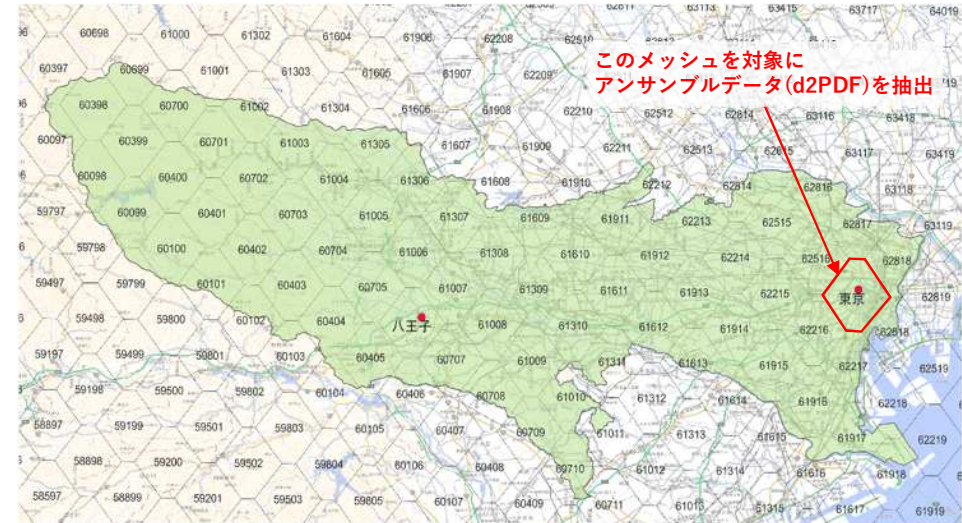 63113 63415 63717 64019
60698 61000 61302 61604 61906 62208 62510
このメッシュを対象に
アンサンブルデータ(d2PDF)を抽出
60397 60699 61001 61303 61605 61907 62209
60398 60700 61002 61304 61606 61908 62210 62512 62814 63116 63418
60097 60399 60701 61003 61305 61607 61909 62211 62513 62815 63117 63419
60098 60400 60702 61004 61306 61608 61910 62212 62514 62816 63118
59797 60099 60401 60703 61005 61307 61609 61911 62213 62515 62817 63119
59798 60100 60402 60704 61006 61308 61610 61912 62214 62516 62818
59497 59799 60101 60403 60705 61007 61309 61611 61913 62215 東京 62819
59498 59800 60102 60404 八王子 61008 61310 61612 61914 62216 62518
59197 59499 59801 60103 60405 60707 61009 61311 61613 61915 62217 62519
59198 59500 59802 60104 60406 60708 61010 61312 61614 61916 62218
58897 59199 59501 59803 60105 60407 60709 61011 61313 61615 61917 62219
58898 59200 59502 59804 60106 60408 60710 61012 61314 61616 61918
58597 58899 59201 59503 59805 60107 60409 60711 61013 61315 61617 61919